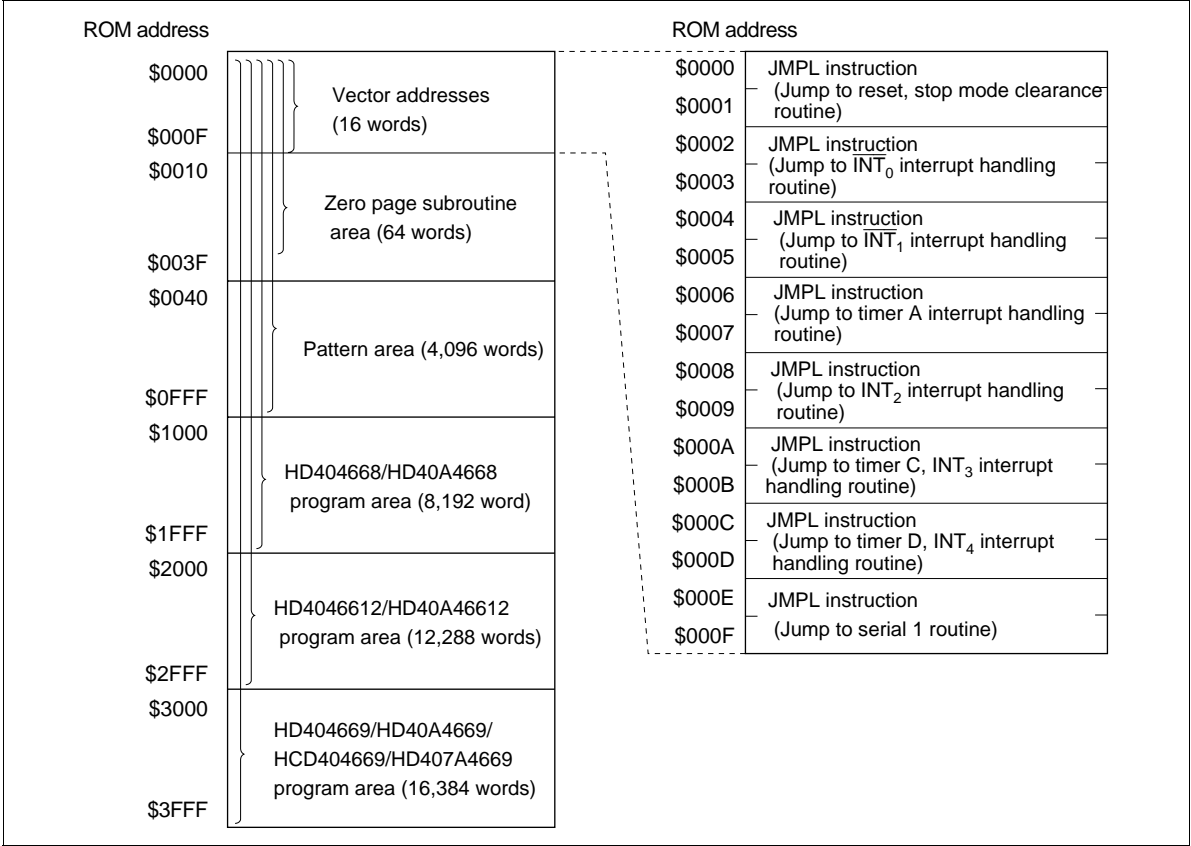 ROM address
$0000
Vector addresses
(16 words)
$000F
$0010
Zero page subroutine
area (64 words)
$003F
$0040
Pattern area (4,096 words)
$0FFF
$1000
HD404668/HD40A4668
program area (8,192 word)
$1FFF
$2000
HD4046612/HD40A46612
program area (12,288 words)
$2FFF
$3000
HD404669/HD40A4669/
HCD404669/HD407A4669
program area (16,384 words)
$3FFF
ROM address
$0000
JMPL instruction
(Jump to reset, stop mode clearance
$0001
routine)
$0002
JMPL instruction
(Jump to I̅N̅T̅₀ interrupt handling
$0003
routine)
$0004
JMPL instruction
(Jump to I̅N̅T̅₁ interrupt handling
$0005
routine)
$0006
JMPL instruction
(Jump to timer A interrupt handling
$0007
routine)
$0008
JMPL instruction
(Jump to INT₂ interrupt handling
$0009
routine)
$000A
JMPL instruction
(Jump to timer C, INT₃ interrupt
$000B
handling routine)
$000C
JMPL instruction
(Jump to timer D, INT₄ interrupt
$000D
handling routine)
$000E
JMPL instruction
$000F
(Jump to serial 1 routine)